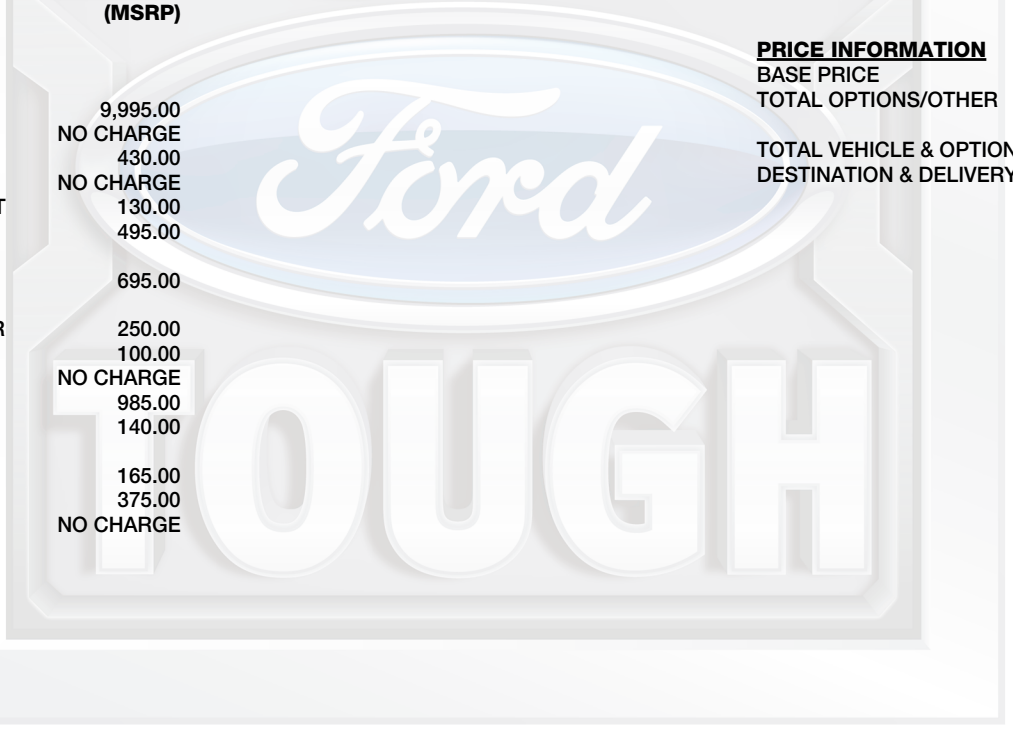 (MSRP)
9,995.00
NO CHARGE
430.00
NO CHARGE
T 130.00
495.00
695.00
R 250.00
100.00
NO CHARGE
985.00
140.00
165.00
375.00
NO CHARGE
PRICE INFORMATION
BASE PRICE
TOTAL OPTIONS/OTHER
TOTAL VEHICLE & OPTION
DESTINATION & DELIVERY
Ford
TOUGH